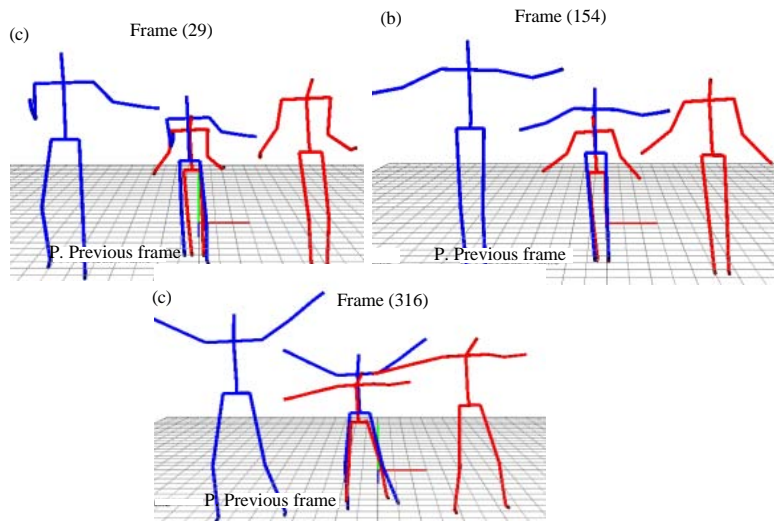 (c)
Frame (29)
P. Previous frame
(b)
Frame (154)
P. Previous frame
(c)
Frame (316)
P. Previous frame